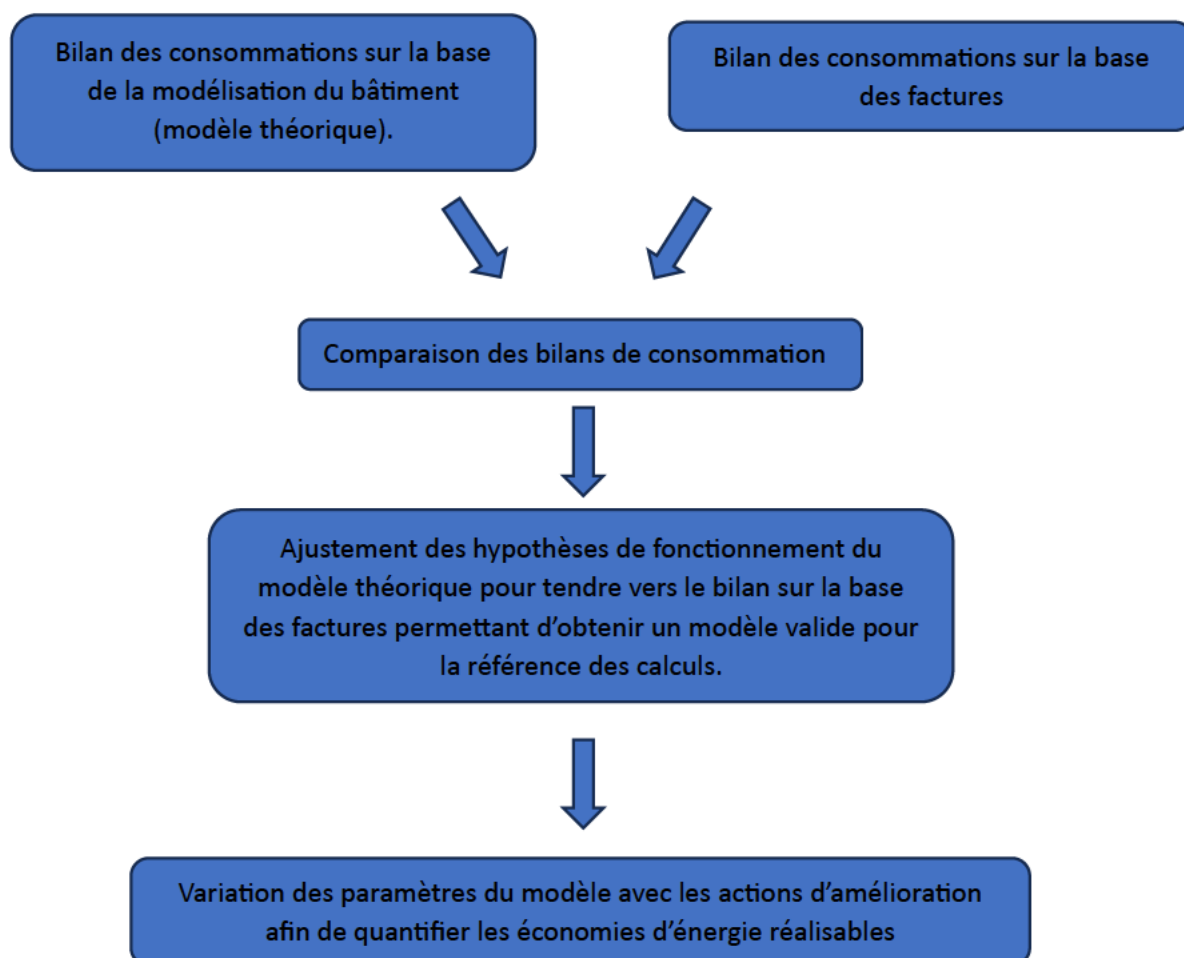 Bilan des consommations sur la base
de la modélisation du bâtiment
(modèle théorique).
Bilan des consommations sur la base
des factures
Comparaison des bilans de consommation
Ajustement des hypothèses de fonctionnement du
modèle théorique pour tendre vers le bilan sur la base
des factures permettant d’obtenir un modèle valide pour
la référence des calculs.
Variation des paramètres du modèle avec les actions d’amélioration
afin de quantifier les économies d’énergie réalisables